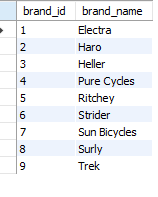 brand_id brand_name
1 Electra
2 Haro
3 Heller
4 Pure Cycles
5 Ritchey
6 Strider
7 Sun Bicycles
8 Surly
9 Trek